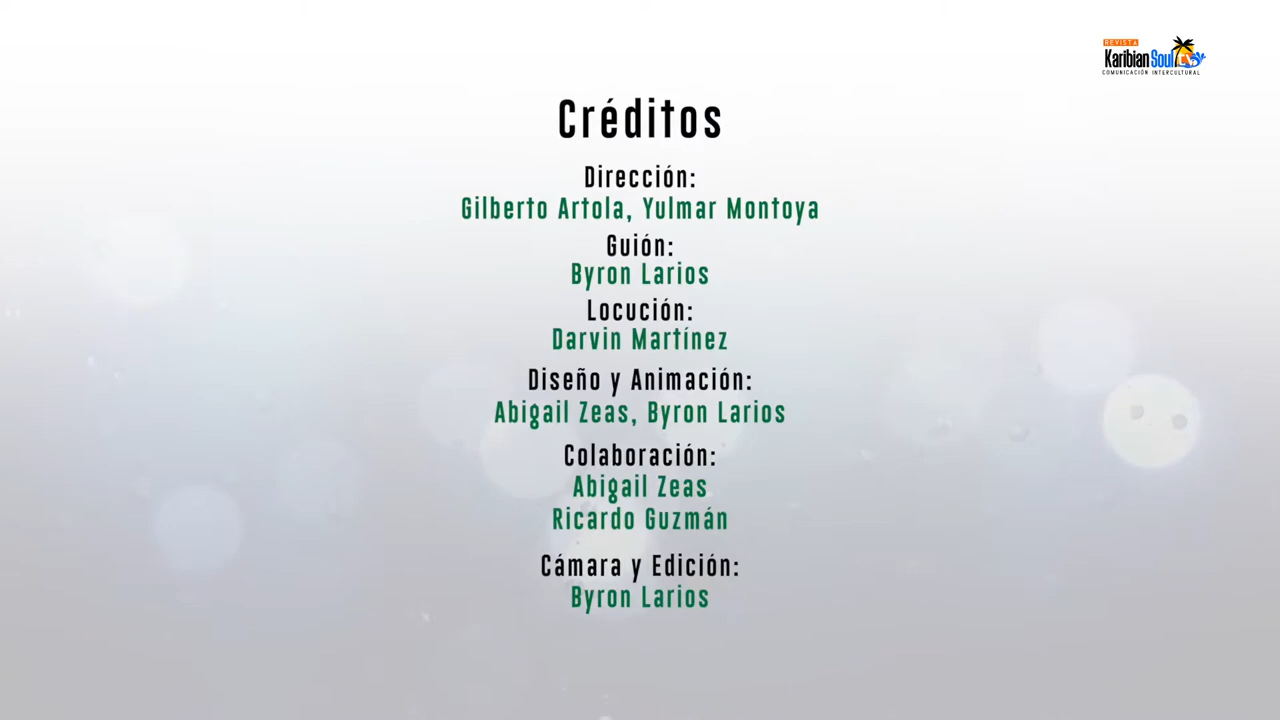 REVISTA
Karibian Soul
COMUNICACIÓN INTERCULTURAL
Créditos
Dirección:
Gilberto Artola, Yulmar Montoya
Guión:
Byron Larios
Locución:
Darvin Martínez
Diseño y Animación:
Abigail Zeas, Byron Larios
Colaboración:
Abigail Zeas
Ricardo Guzmán
Cámara y Edición:
Byron Larios